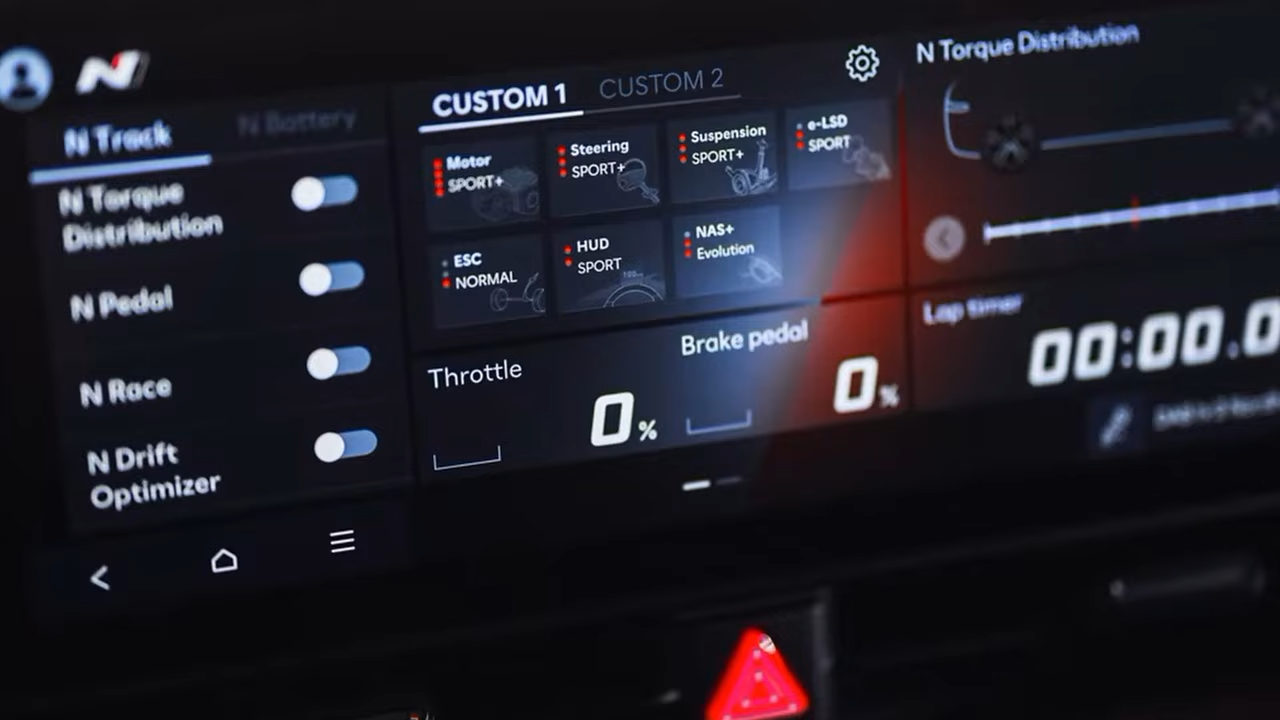 N Track
N Battery
N Torque
Distribution
N Pedal
N Race
N Drift
Optimizer
CUSTOM 1
CUSTOM 2
Motor
SPORT+
Steering
SPORT+
Suspension
SPORT+
e-LSD
SPORT
ESC
NORMAL
HUD
SPORT
NAS+
Evolution
Throttle
0 %
Brake pedal
0 %
N Torque Distribution
Lap timer
00:00.0